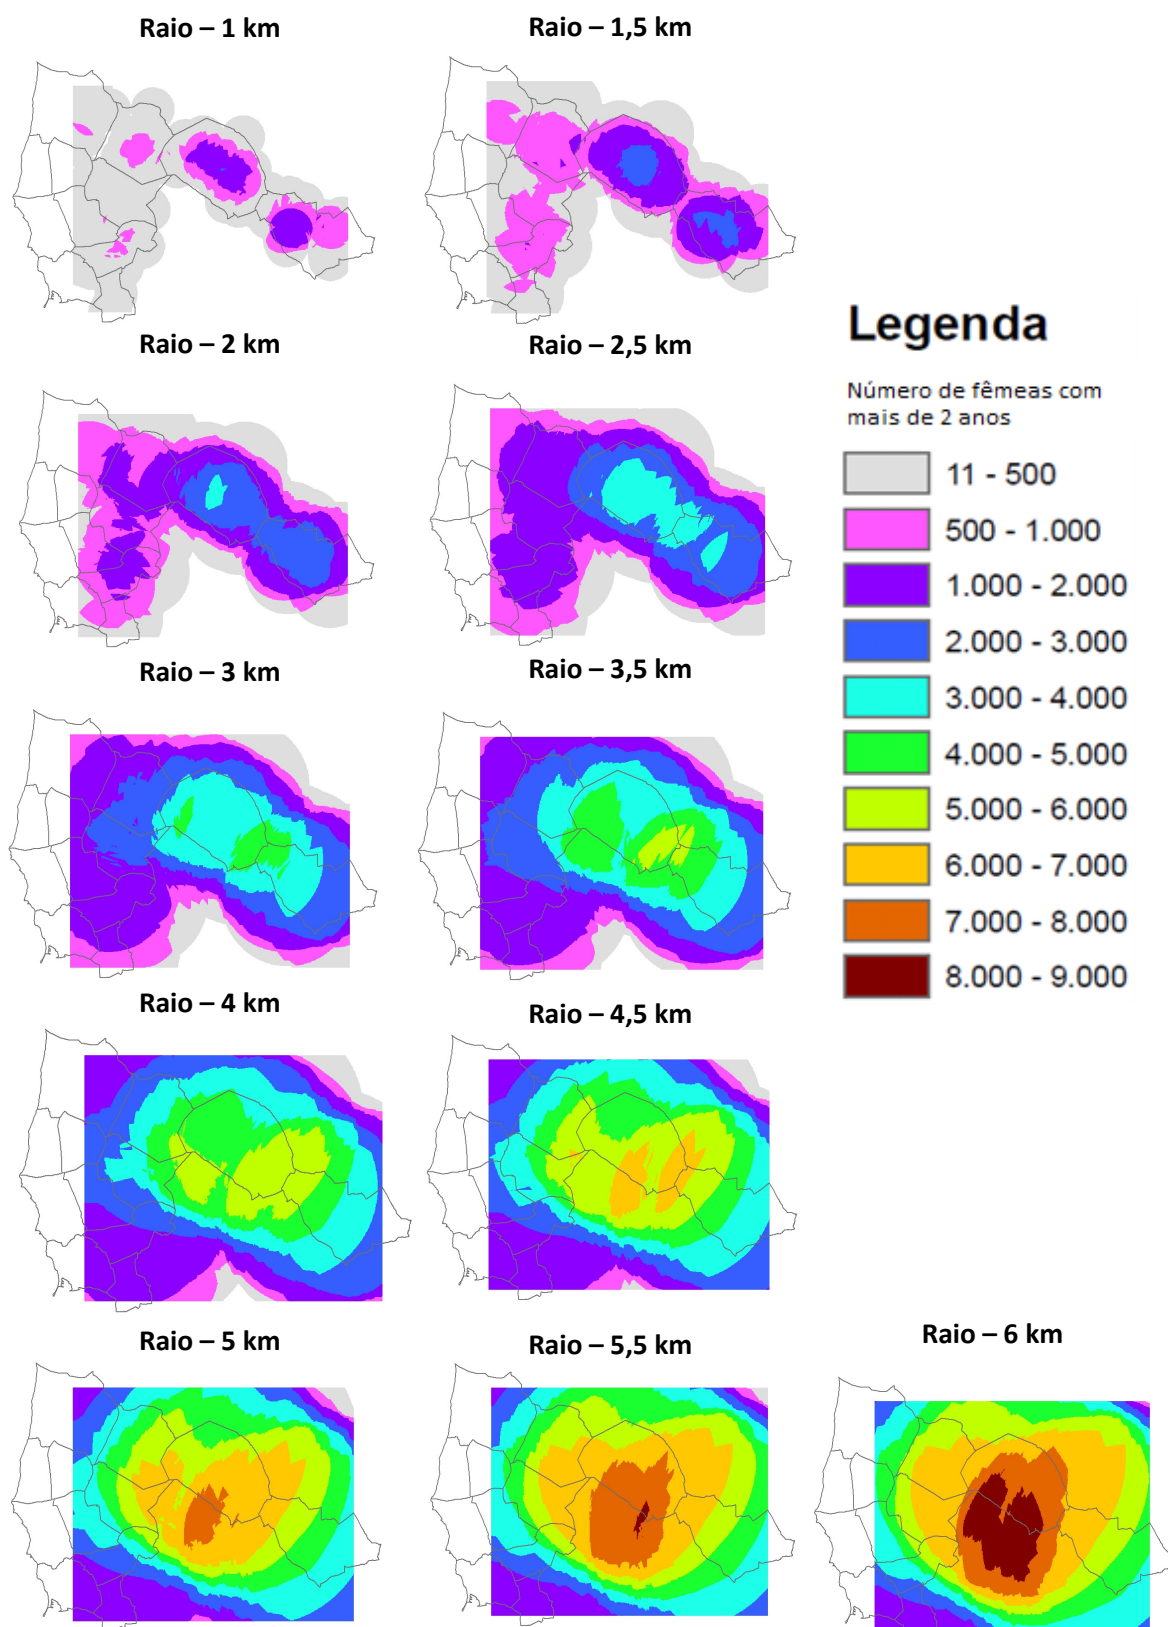 Raio – 1 km
Raio – 1,5 km
Raio – 2 km
Raio – 2,5 km
Raio – 3 km
Raio – 3,5 km
Raio – 4 km
Raio – 4,5 km
Raio – 5 km
Raio – 5,5 km
Raio – 6 km
Legenda
Número de fêmeas com
mais de 2 anos
11 - 500
500 - 1.000
1.000 - 2.000
2.000 - 3.000
3.000 - 4.000
4.000 - 5.000
5.000 - 6.000
6.000 - 7.000
7.000 - 8.000
8.000 - 9.000